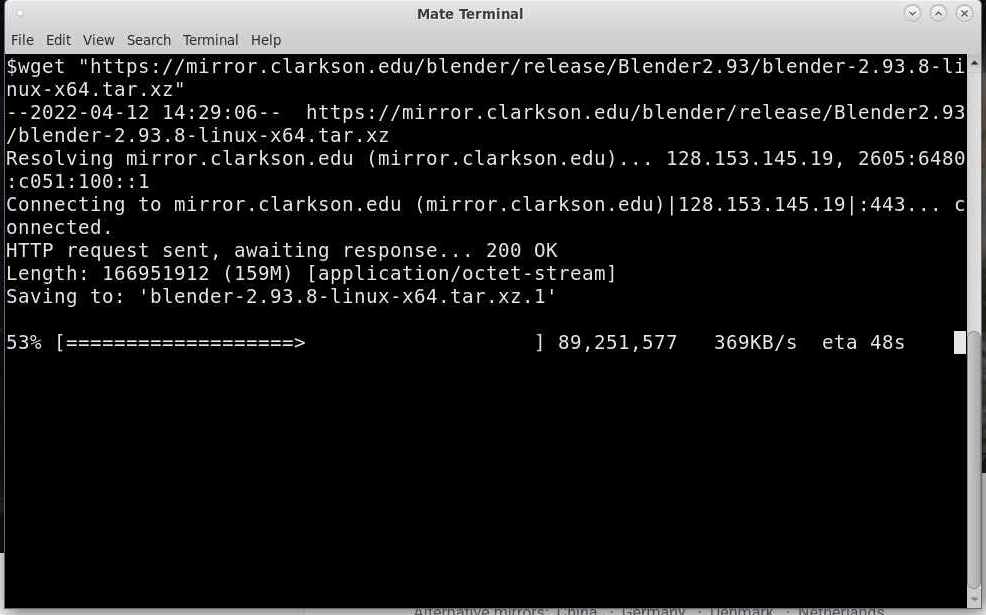 Mate Terminal
File Edit View Search Terminal Help
$wget "https://mirror.clarkson.edu/blender/release/Blender2.93/blender-2.93.8-li
nux-x64.tar.xz"
--2022-04-12 14:29:06--  https://mirror.clarkson.edu/blender/release/Blender2.93
/blender-2.93.8-linux-x64.tar.xz
Resolving mirror.clarkson.edu (mirror.clarkson.edu)... 128.153.145.19, 2605:6480
:c051:100::1
Connecting to mirror.clarkson.edu (mirror.clarkson.edu)|128.153.145.19|:443... c
onnected.
HTTP request sent, awaiting response... 200 OK
Length: 166951912 (159M) [application/octet-stream]
Saving to: 'blender-2.93.8-linux-x64.tar.xz.1'
53% [===================>                   ] 89,251,577   369KB/s  eta 48s
Alternative mirrors: China · Germany · Denmark · Netherlands